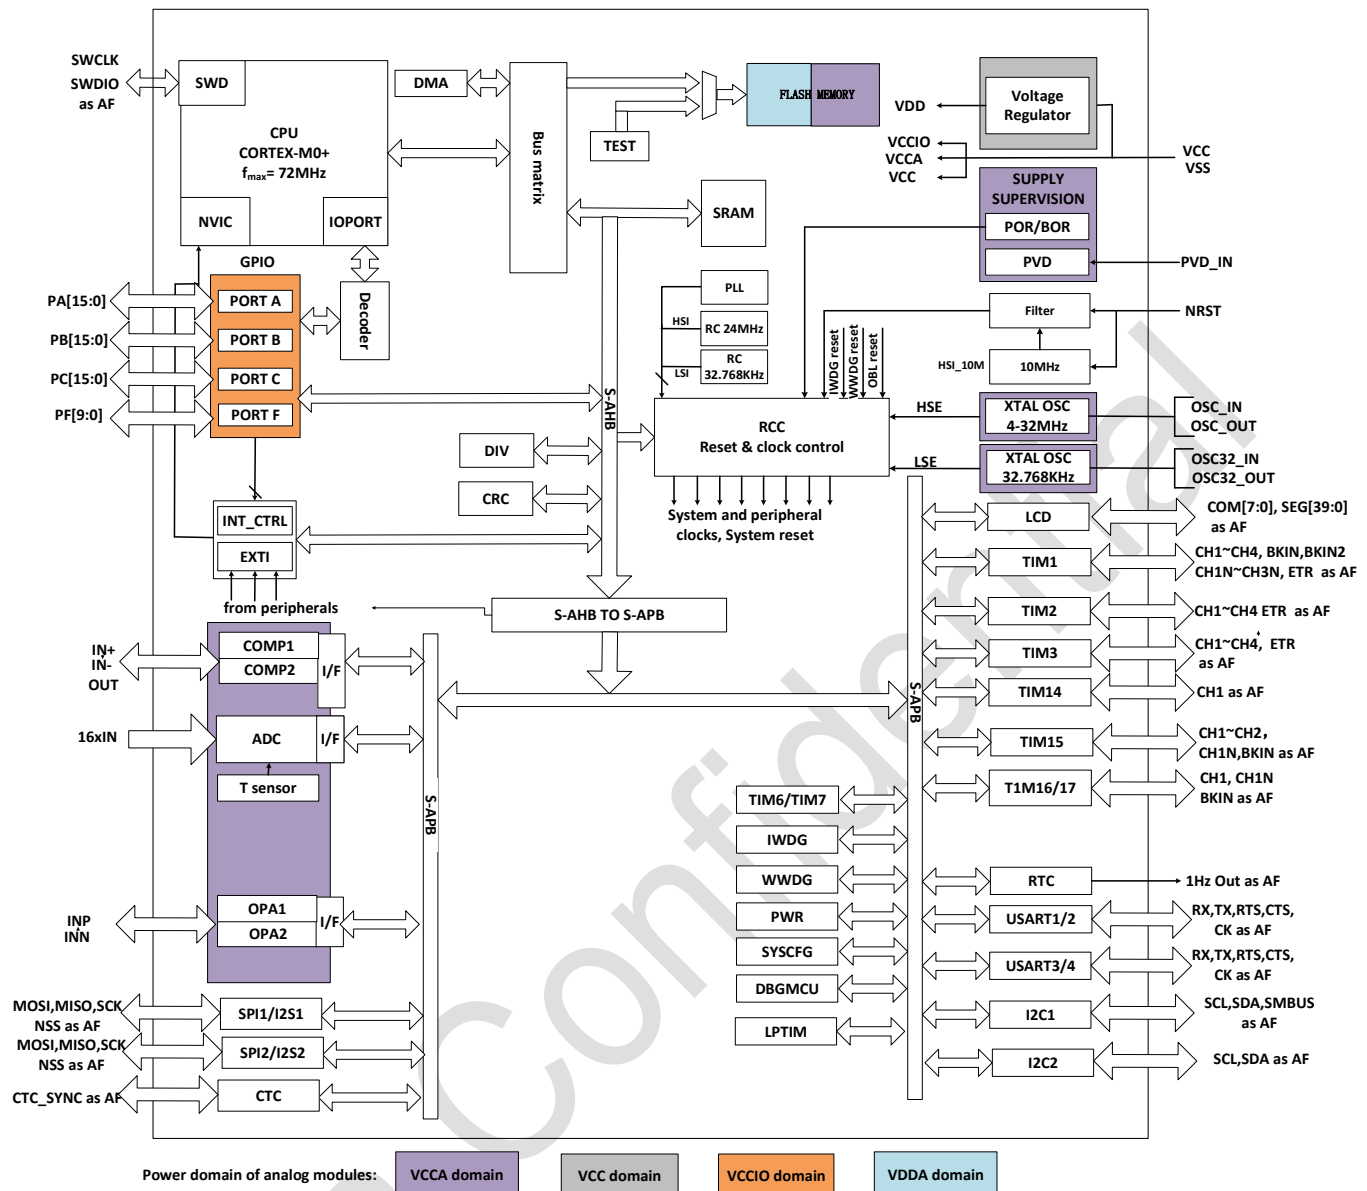 SWCLK
SWDIO
as AF
SWD
CPU
CORTEX-M0+
fmax= 72MHz
NVIC
IOPORT
DMA
Bus matrix
TEST
FLASH MEMORY
SRAM
Voltage
Regulator
VDD
VCCIO
VCCA
VCC
VCC
VSS
SUPPLY
SUPERVISION
POR/BOR
PVD
PVD_IN
GPIO
PORT A
PORT B
PORT C
PORT F
PA[15:0]
PB[15:0]
PC[15:0]
PF[9:0]
Decoder
PLL
HSI
RC 24MHz
LSI
RC
32.768KHz
Filter
NRST
HSI_10M
10MHz
IWDG reset
WWDG reset
OBL reset
S-AHB
RCC
Reset & clock control
HSE
XTAL OSC
4-32MHz
OSC_IN
OSC_OUT
LSE
XTAL OSC
32.768KHz
OSC32_IN
OSC32_OUT
DIV
CRC
System and peripheral
clocks, System reset
INT_CTRL
EXTI
from peripherals
S-AHB TO S-APB
LCD
COM[7:0], SEG[39:0]
as AF
TIM1
CH1~CH4, BKIN,BKIN2
CH1N~CH3N, ETR as AF
TIM2
CH1~CH4 ETR as AF
TIM3
CH1~CH4, ETR
as AF
TIM14
CH1 as AF
TIM15
CH1~CH2,
CH1N,BKIN as AF
T1M16/17
CH1, CH1N
BKIN as AF
IN+
IN-
OUT
COMP1
COMP2
I/F
16xIN
ADC
I/F
T sensor
S-APB
S-APB
INP
INN
OPA1
OPA2
I/F
TIM6/TIM7
IWDG
WWDG
PWR
SYSCFG
DBGMCU
LPTIM
RTC
1Hz Out as AF
USART1/2
RX,TX,RTS,CTS,
CK as AF
USART3/4
RX,TX,RTS,CTS,
CK as AF
I2C1
SCL,SDA,SMBUS
as AF
I2C2
SCL,SDA as AF
MOSI,MISO,SCK
NSS as AF
SPI1/I2S1
MOSI,MISO,SCK
NSS as AF
SPI2/I2S2
CTC_SYNC as AF
CTC
Power domain of analog modules:
VCCA domain
VCC domain
VCCIO domain
VDDA domain
Confidential